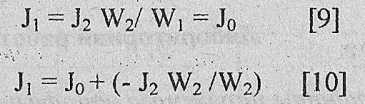 J₁ = J₂ W₂/ W₁ = J₀ [9]
J₁ = J₀ + (- J₂ W₂ /W₂) [10]